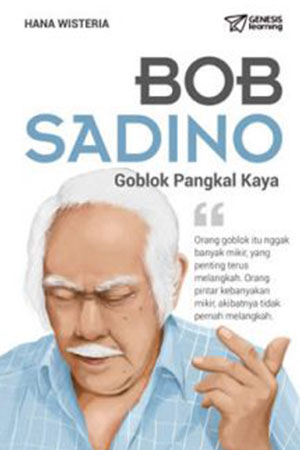 HANA WISTERIA
GENESIS
learning
BOB
SADINO
Goblok Pangkal Kaya
“
Orang goblok itu nggak
banyak mikir, yang
penting terus
melangkah. Orang
pintar kebanyakan
mikir, akibatnya tidak
pernah melangkah.